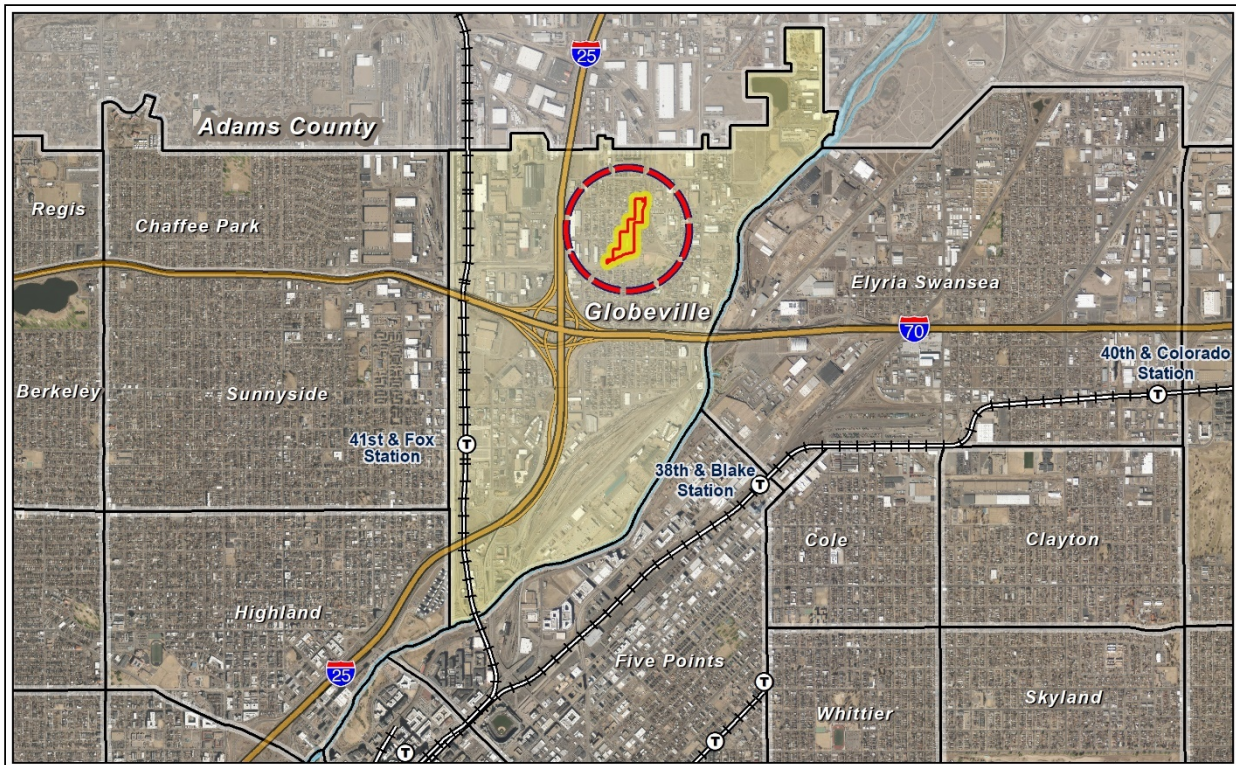 25
Adams County
Regis
Chaffee Park
Elyria Swansea
Globeville
70
40th & Colorado
Station
Berkeley
Sunnyside
41st & Fox
Station
T
T
38th & Blake
Station
T
Cole
Clayton
Highland
25
Five Points
T
Skyland
Whittier
T
T